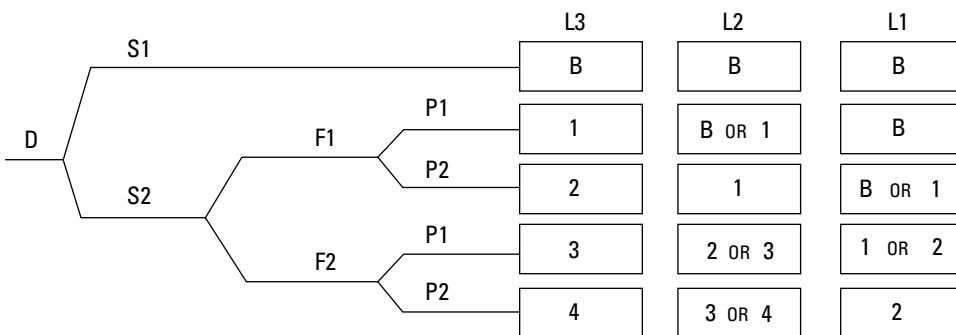 L3 L2 L1
S1 B B B
P1 1 B OR 1 B
D F1
P2 2 1 B OR 1
S2
P1 3 2 OR 3 1 OR 2
F2
P2 4 3 OR 4 2